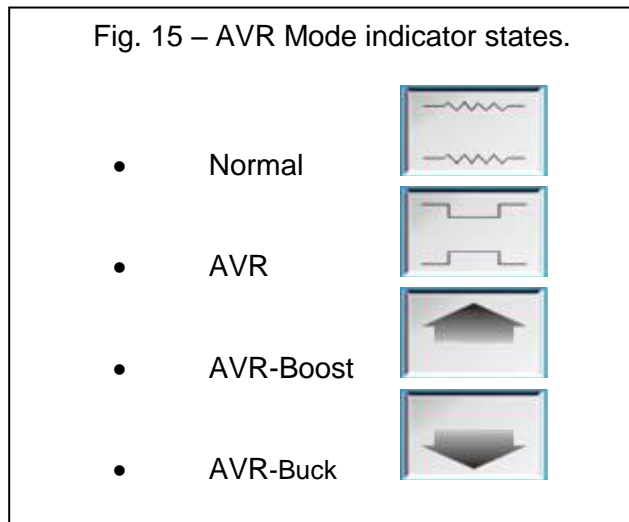 Fig. 15 – AVR Mode indicator states.
• Normal
• AVR
• AVR-Boost
• AVR-Buck